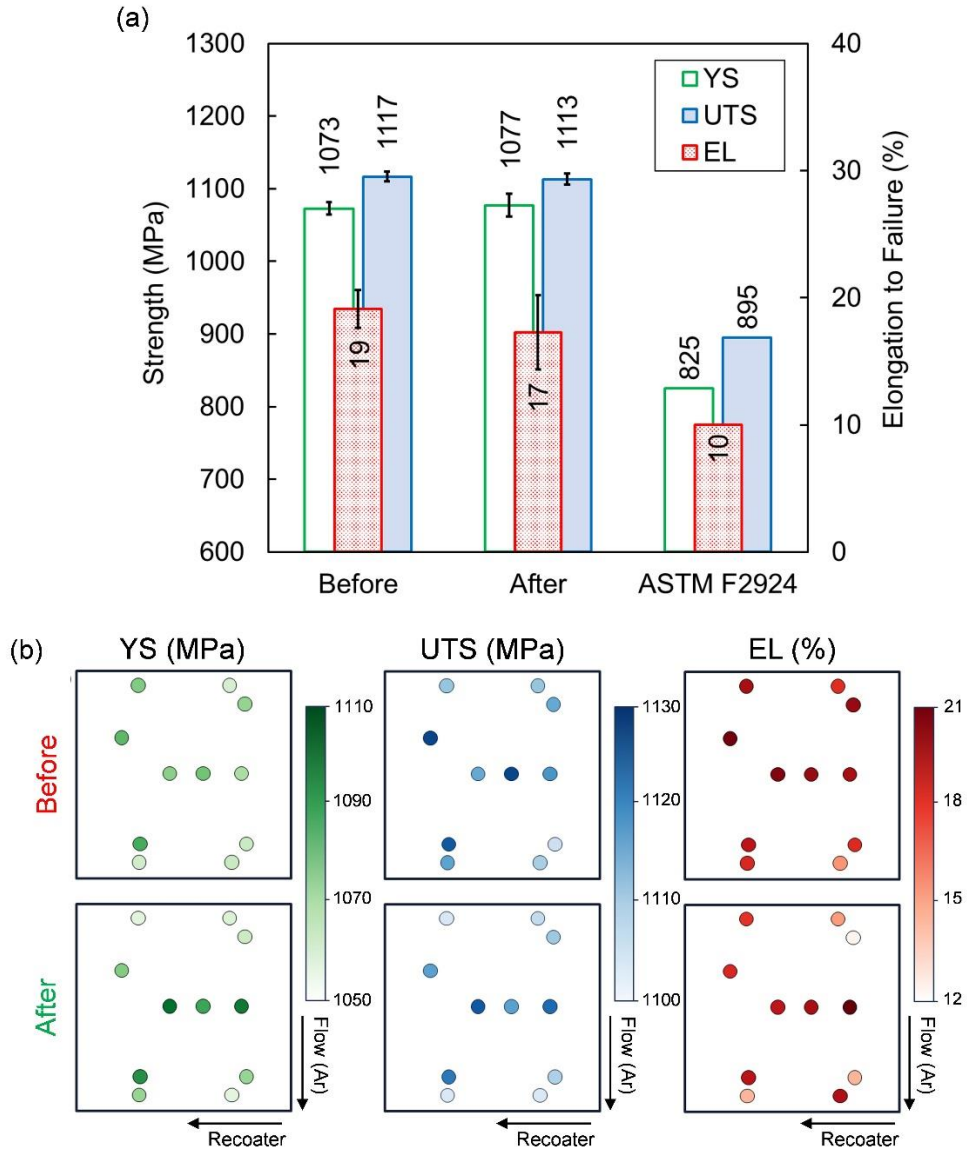 (a)
1300
1200
1100
1000
900
800
700
600
Strength (MPa)
1073
1117
19
1077
1113
17
825
895
10
YS
UTS
EL
40
30
20
10
0
Elongation to Failure (%)
Before
After
ASTM F2924
(b)
YS (MPa)
UTS (MPa)
EL (%)
Before
1110
1090
1070
1050
1130
1120
1110
1100
21
18
15
12
After
Flow (Ar)
Recoater
Flow (Ar)
Recoater
Flow (Ar)
Recoater